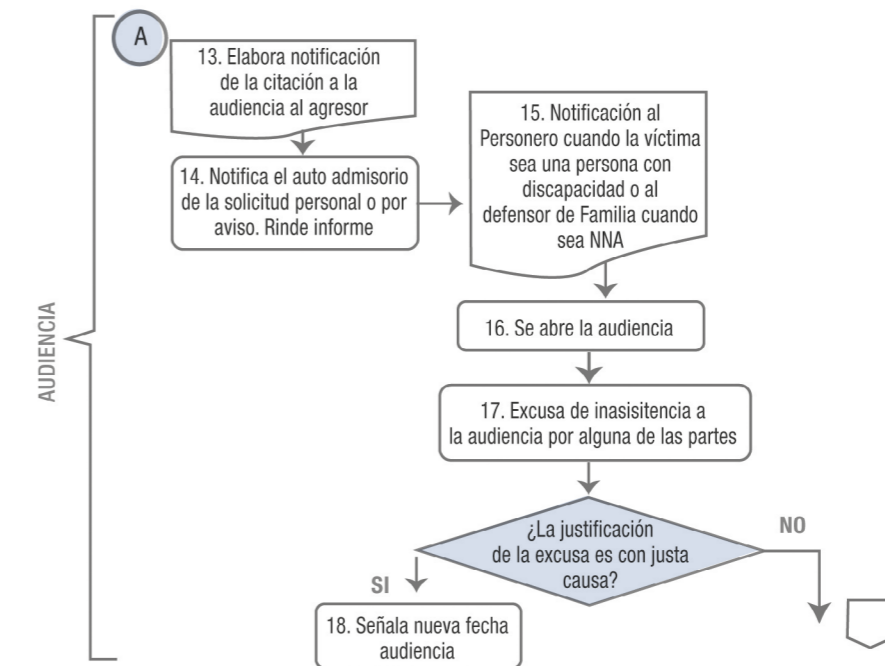 A
13. Elabora notificación
de la citación a la
audiencia al agresor
14. Notifica el auto admisorio
de la solicitud personal o por
aviso. Rinde informe
15. Notificación al
Personero cuando la víctima
sea una persona con
discapacidad o al
defensor de Familia cuando
sea NNA
16. Se abre la audiencia
17. Excusa de inasisitencia a
la audiencia por alguna de las partes
¿La justificación
de la excusa es con justa
causa?
NO
SI
18. Señala nueva fecha
audiencia
AUDIENCIA